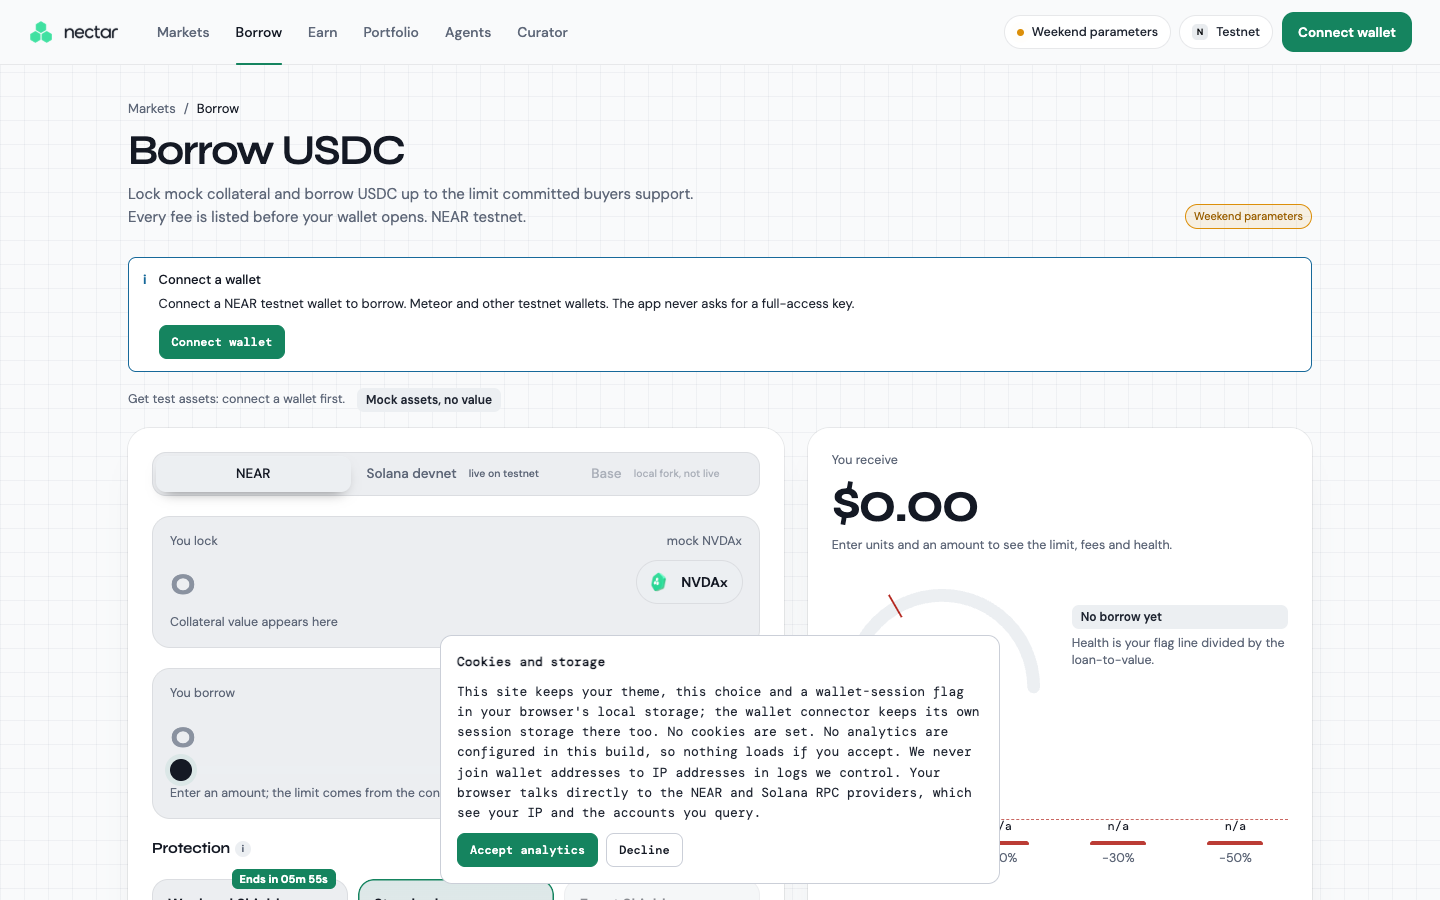 nectar
Markets Borrow Earn Portfolio Agents Curator
Weekend parameters
N Testnet
Connect wallet
Markets / Borrow
Borrow USDC
Lock mock collateral and borrow USDC up to the limit committed buyers support.
Every fee is listed before your wallet opens. NEAR testnet.
Weekend parameters
i Connect a wallet
Connect a NEAR testnet wallet to borrow. Meteor and other testnet wallets. The app never asks for a full-access key.
Connect wallet
Get test assets: connect a wallet first. Mock assets, no value
NEAR Solana devnet live on testnet Base local fork, not live
You lock mock NVDAx
0
NVDAx
Collateral value appears here
You borrow
0
Enter an amount; the limit comes from the con
Protection i
Ends in 05m 55s
You receive
$0.00
Enter units and an amount to see the limit, fees and health.
No borrow yet
Health is your flag line divided by the
loan-to-value.
n/a n/a
-30% -50%
Cookies and storage
This site keeps your theme, this choice and a wallet-session flag
in your browser's local storage; the wallet connector keeps its own
session storage there too. No cookies are set. No analytics are
configured in this build, so nothing loads if you accept. We never
join wallet addresses to IP addresses in logs we control. Your
browser talks directly to the NEAR and Solana RPC providers, which
see your IP and the accounts you query.
Accept analytics Decline